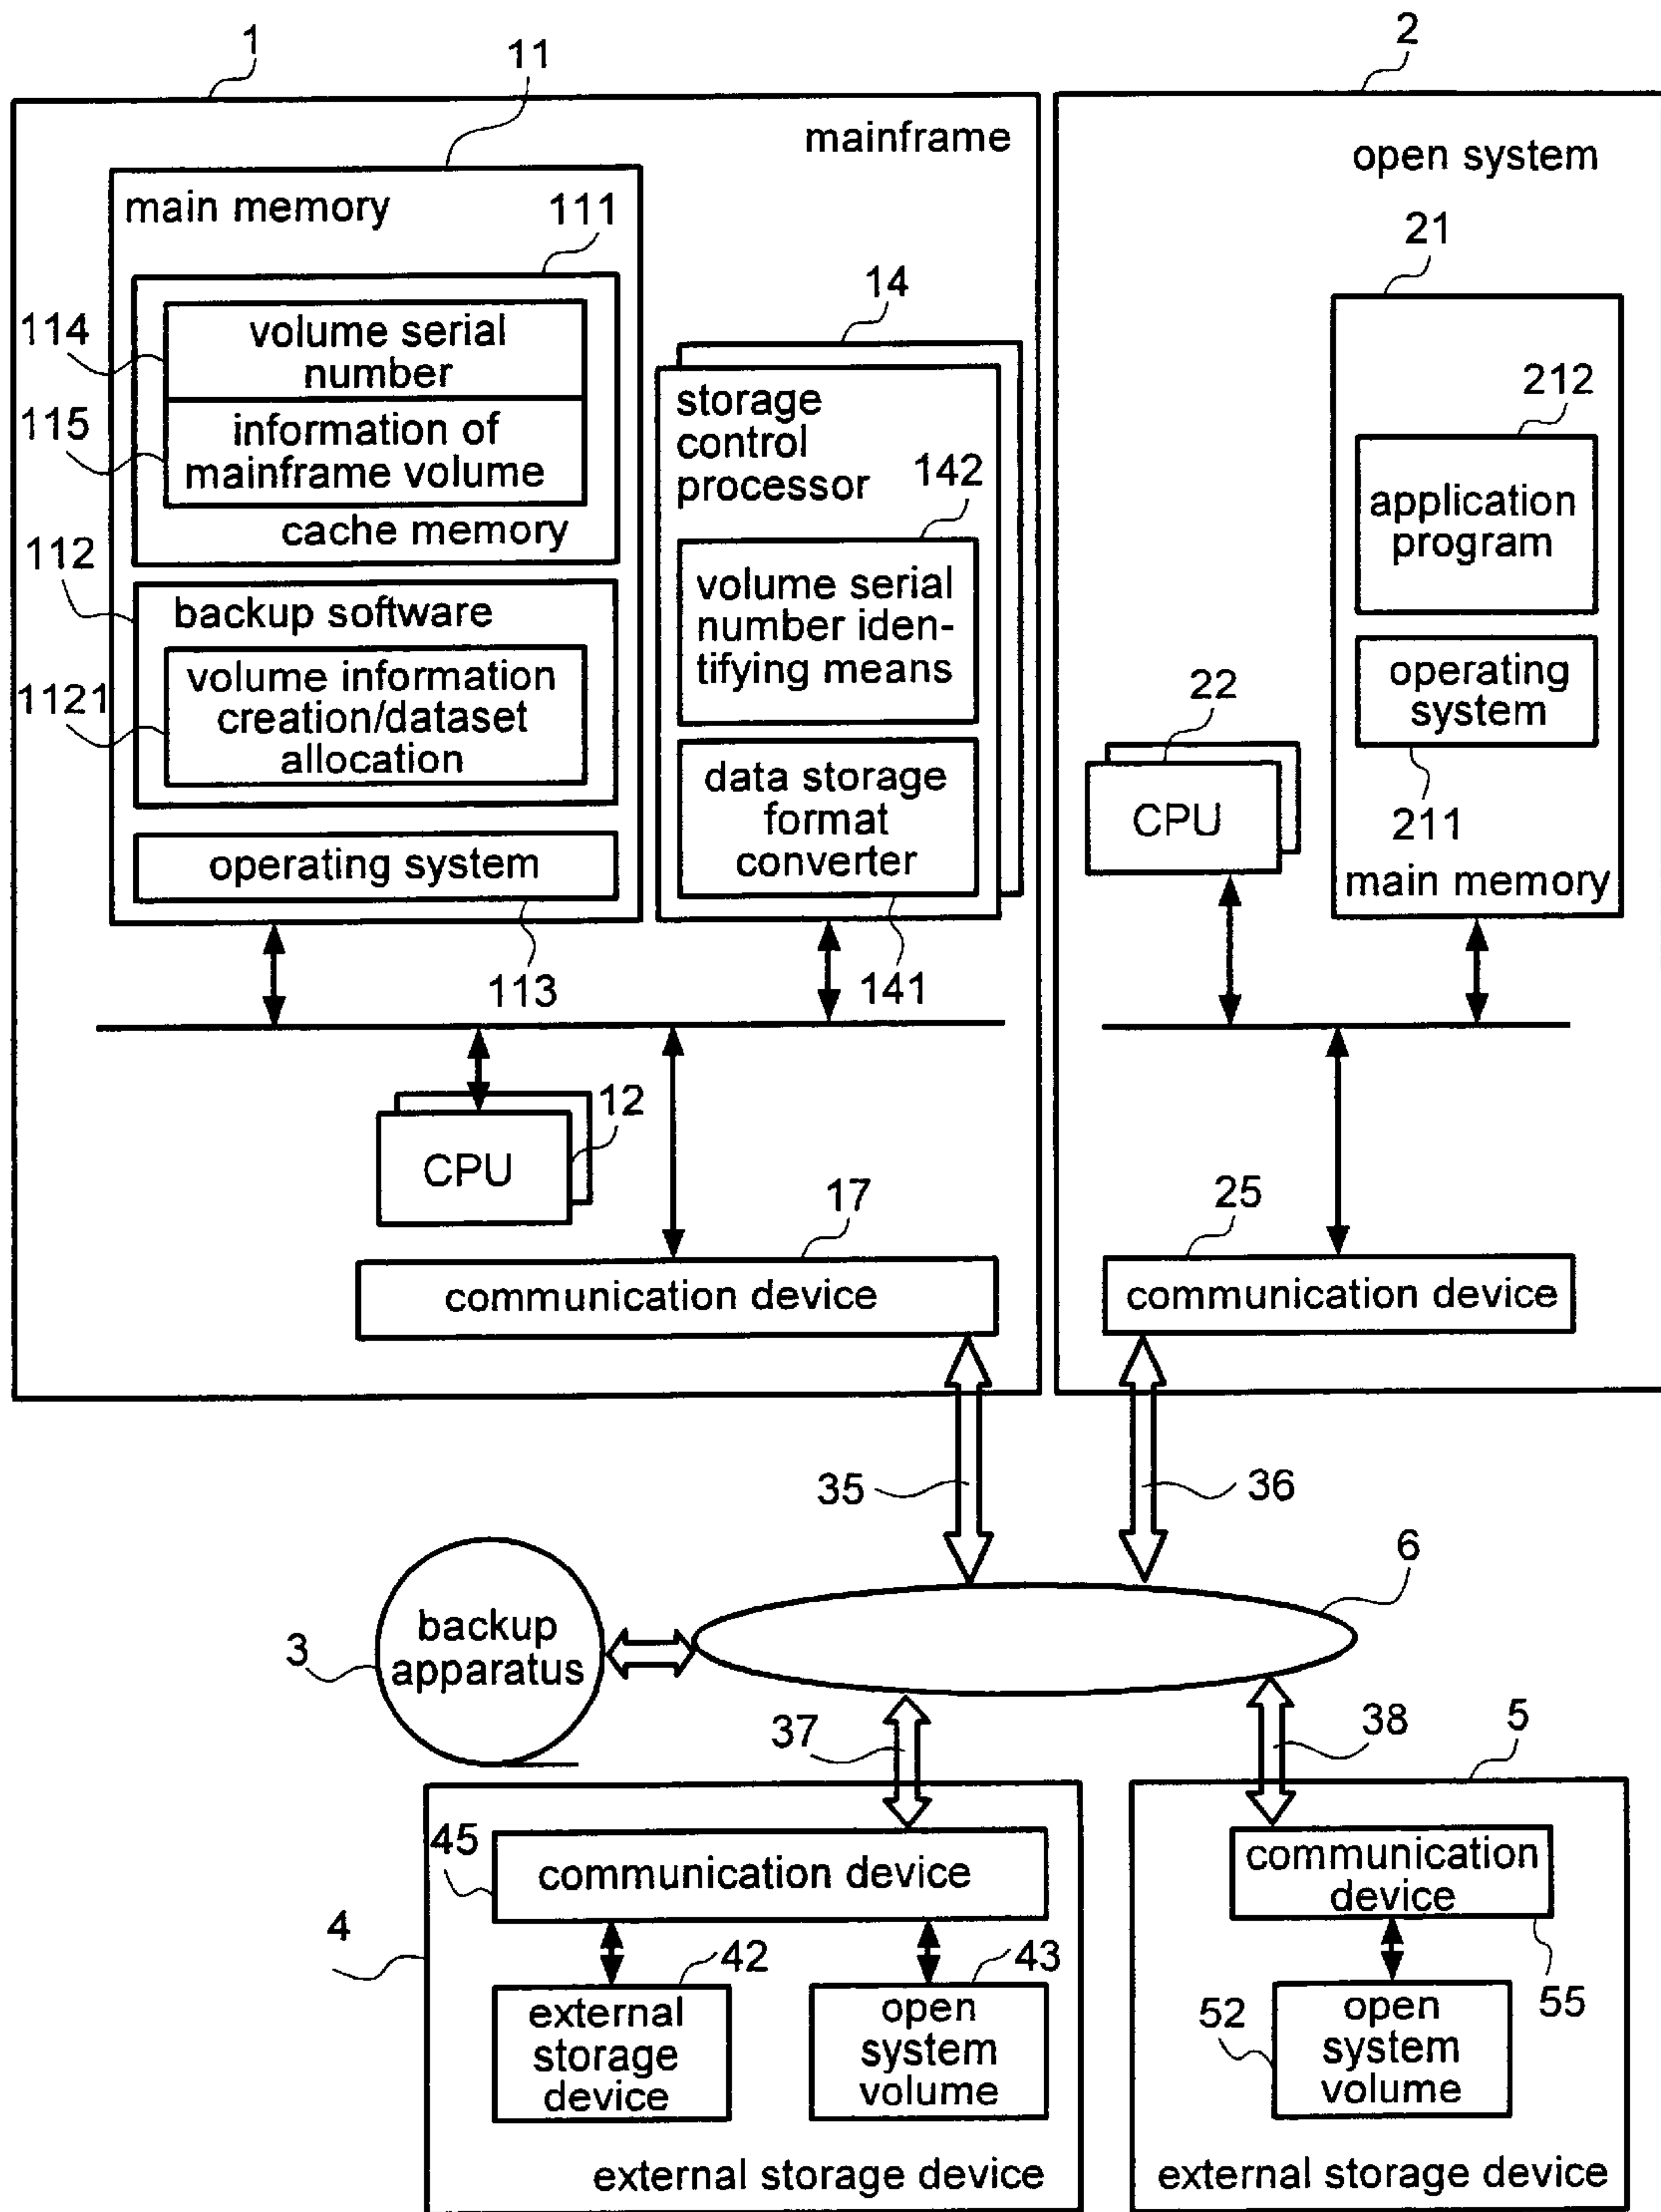 1
11
2
mainframe
open system
main memory
111
21
14
114
volume serial
number
212
storage
control
processor
115
information of
mainframe volume
142
application
program
cache memory
112
volume serial
number iden-
tifying means
backup software
operating
system
1121
volume information
creation/dataset
allocation
22
data storage
format
converter
CPU
211
operating system
main memory
113
141
12
CPU
17
25
communication device
communication device
35
36
6
3
backup
apparatus
37
38
5
45
communication device
communication
device
4
42
43
55
external
storage
device
open
system
volume
52
open
system
volume
external storage device
external storage device